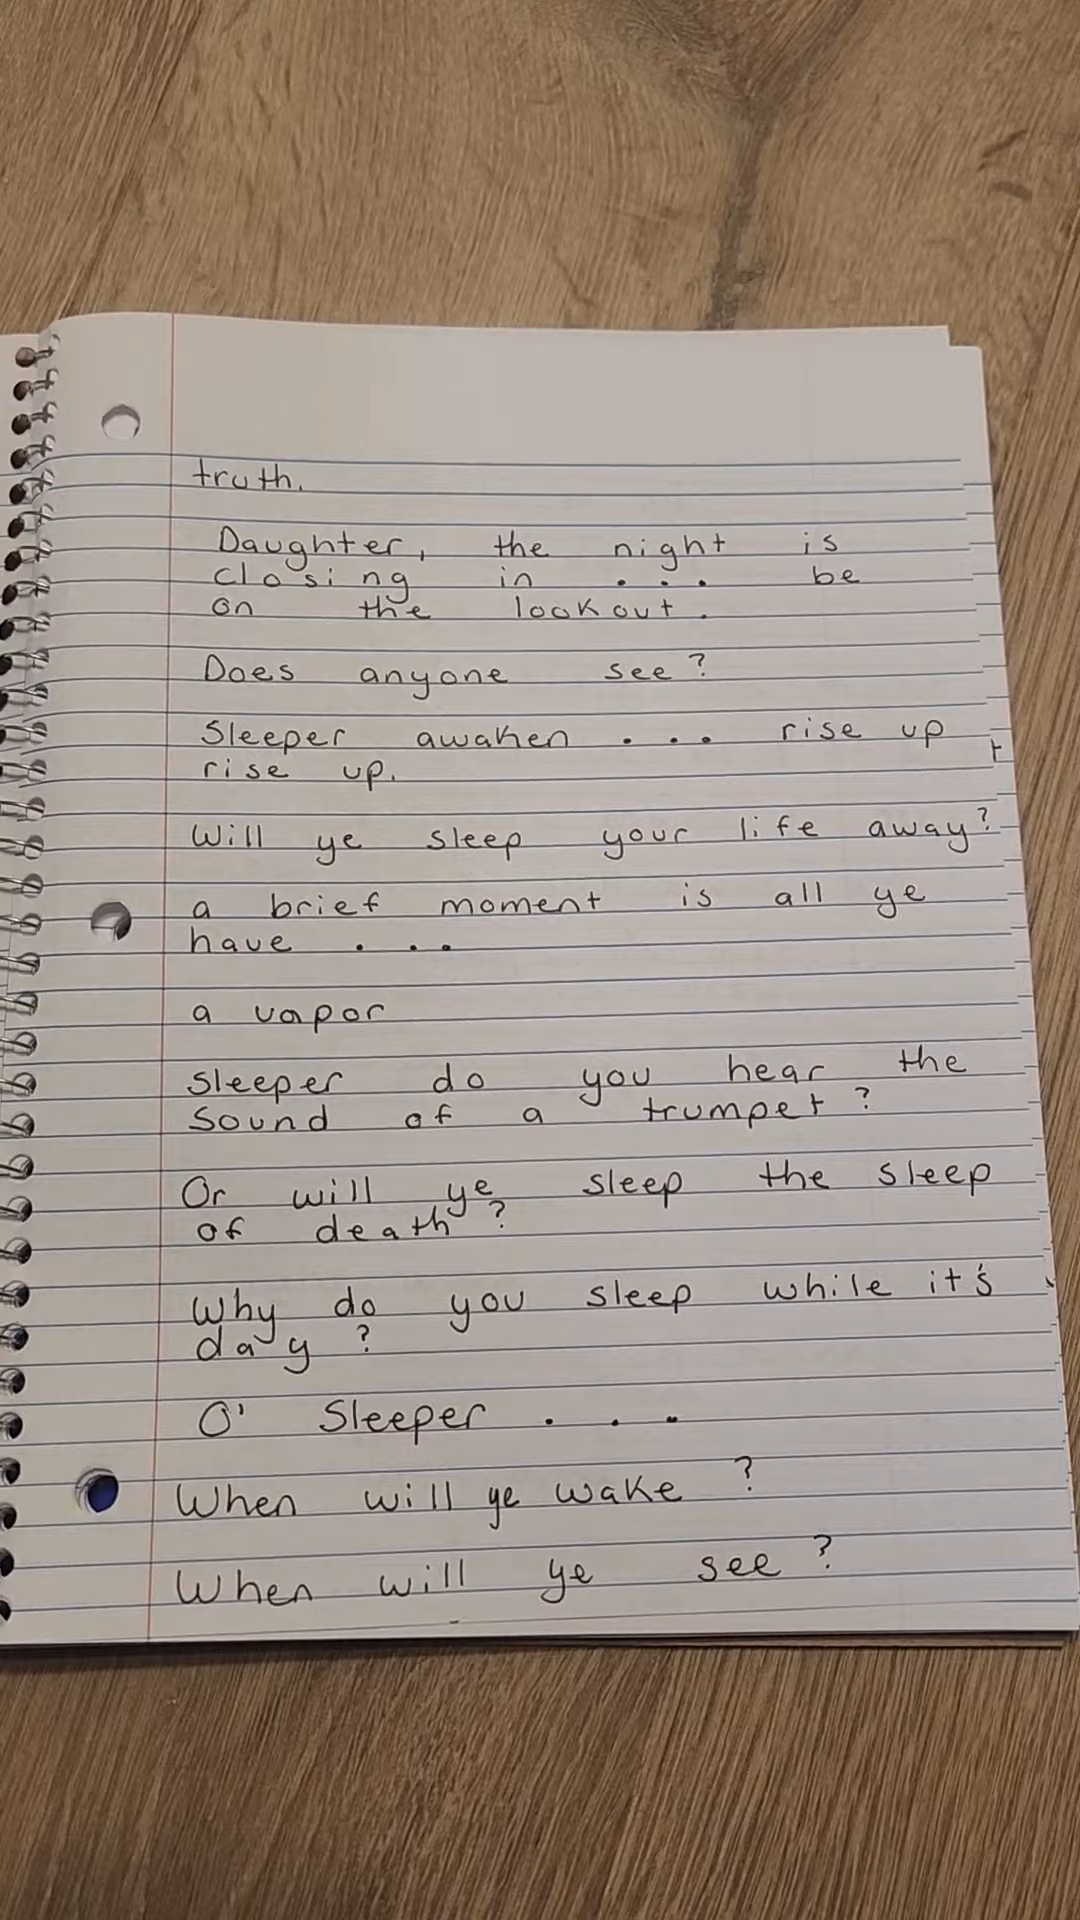 truth.
Daughter, the night is
closing in ... be
on the lookout.
Does anyone see?
Sleeper awaken ... rise up
rise up.
Will ye sleep your life away?
a brief moment is all ye
have ...
a vapor
Sleeper do you hear the
sound of a trumpet?
Or will ye sleep the sleep
of death?
Why do you sleep while it's
day?
O' Sleeper ...
When will ye wake?
When will ye see?